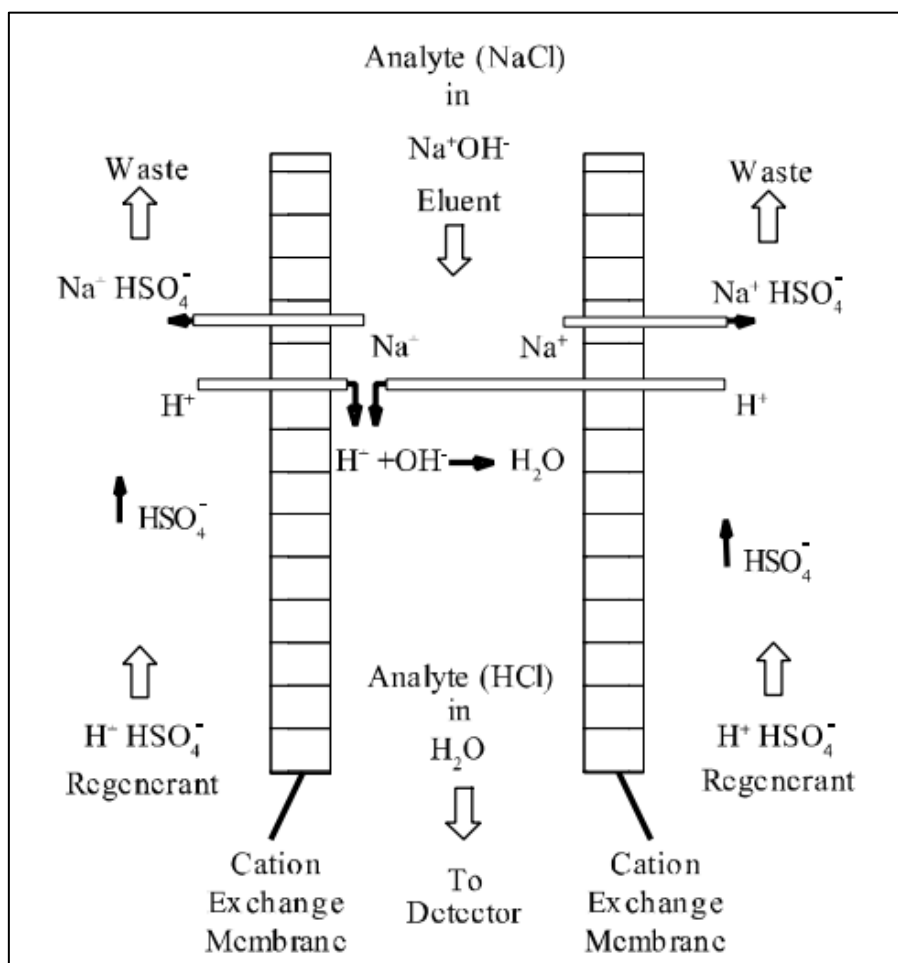 Analyte (NaCl)
in
Na⁺OH⁻
Eluent
Waste
Waste
Na⁺ HSO₄⁻
Na⁺ HSO₄⁻
Na⁺
Na⁺
H⁺
H⁺
H⁺ +OH⁻ → H₂O
HSO₄⁻
HSO₄⁻
Analyte (HCl)
in
H₂O
H⁺ HSO₄⁻
Regenerant
H⁺ HSO₄⁻
Regenerant
Cation
Exchange
Membrane
To
Detector
Cation
Exchange
Membrane